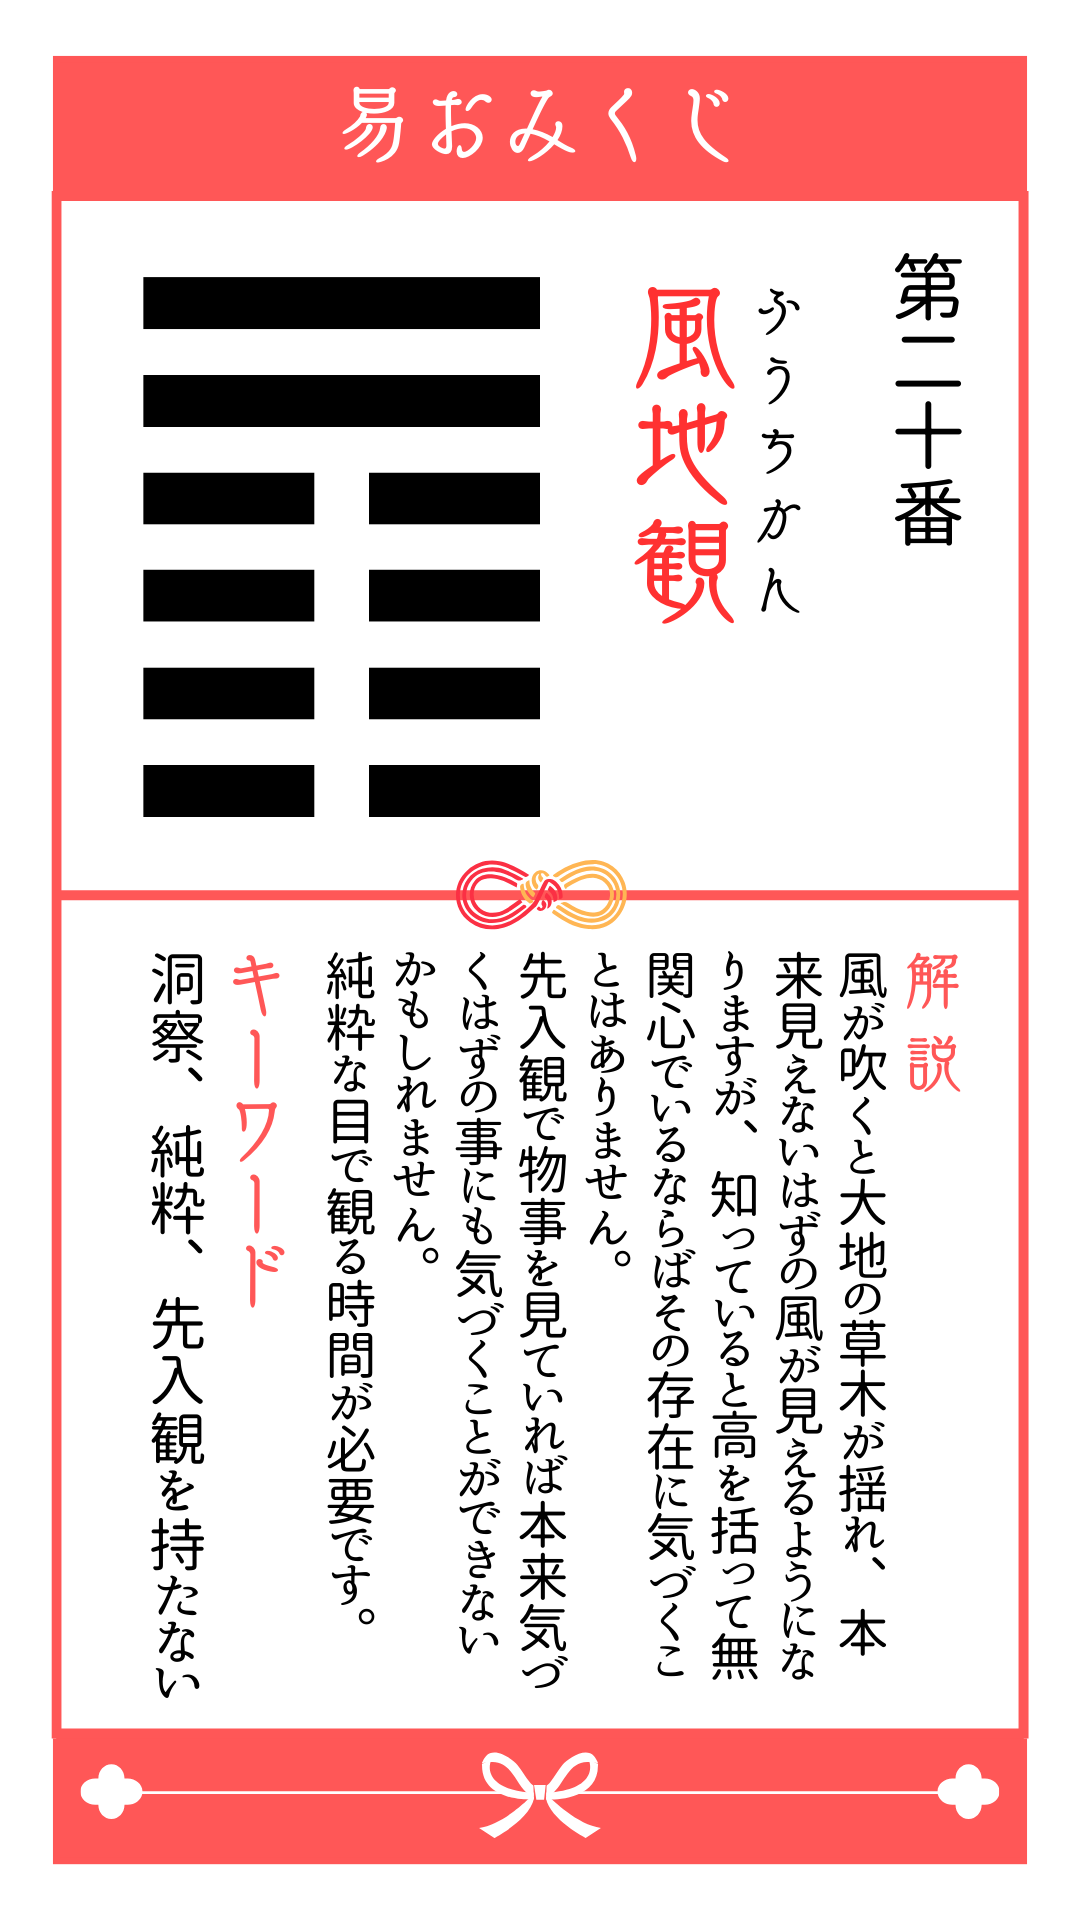 易おみくじ
第二十番
ふうちかん
風地観
解説
風が吹くと大地の草木が揺れ、本
来見えないはずの風が見えるようにな
りますが、知っていると高を括って無
関心でいるならばその存在に気づくこ
とはありません。
先入観で物事を見ていれば本来気づ
くはずの事にも気づくことができない
かもしれません。
純粋な目で観る時間が必要です。
キーワード
洞察、純粋、先入観を持たない